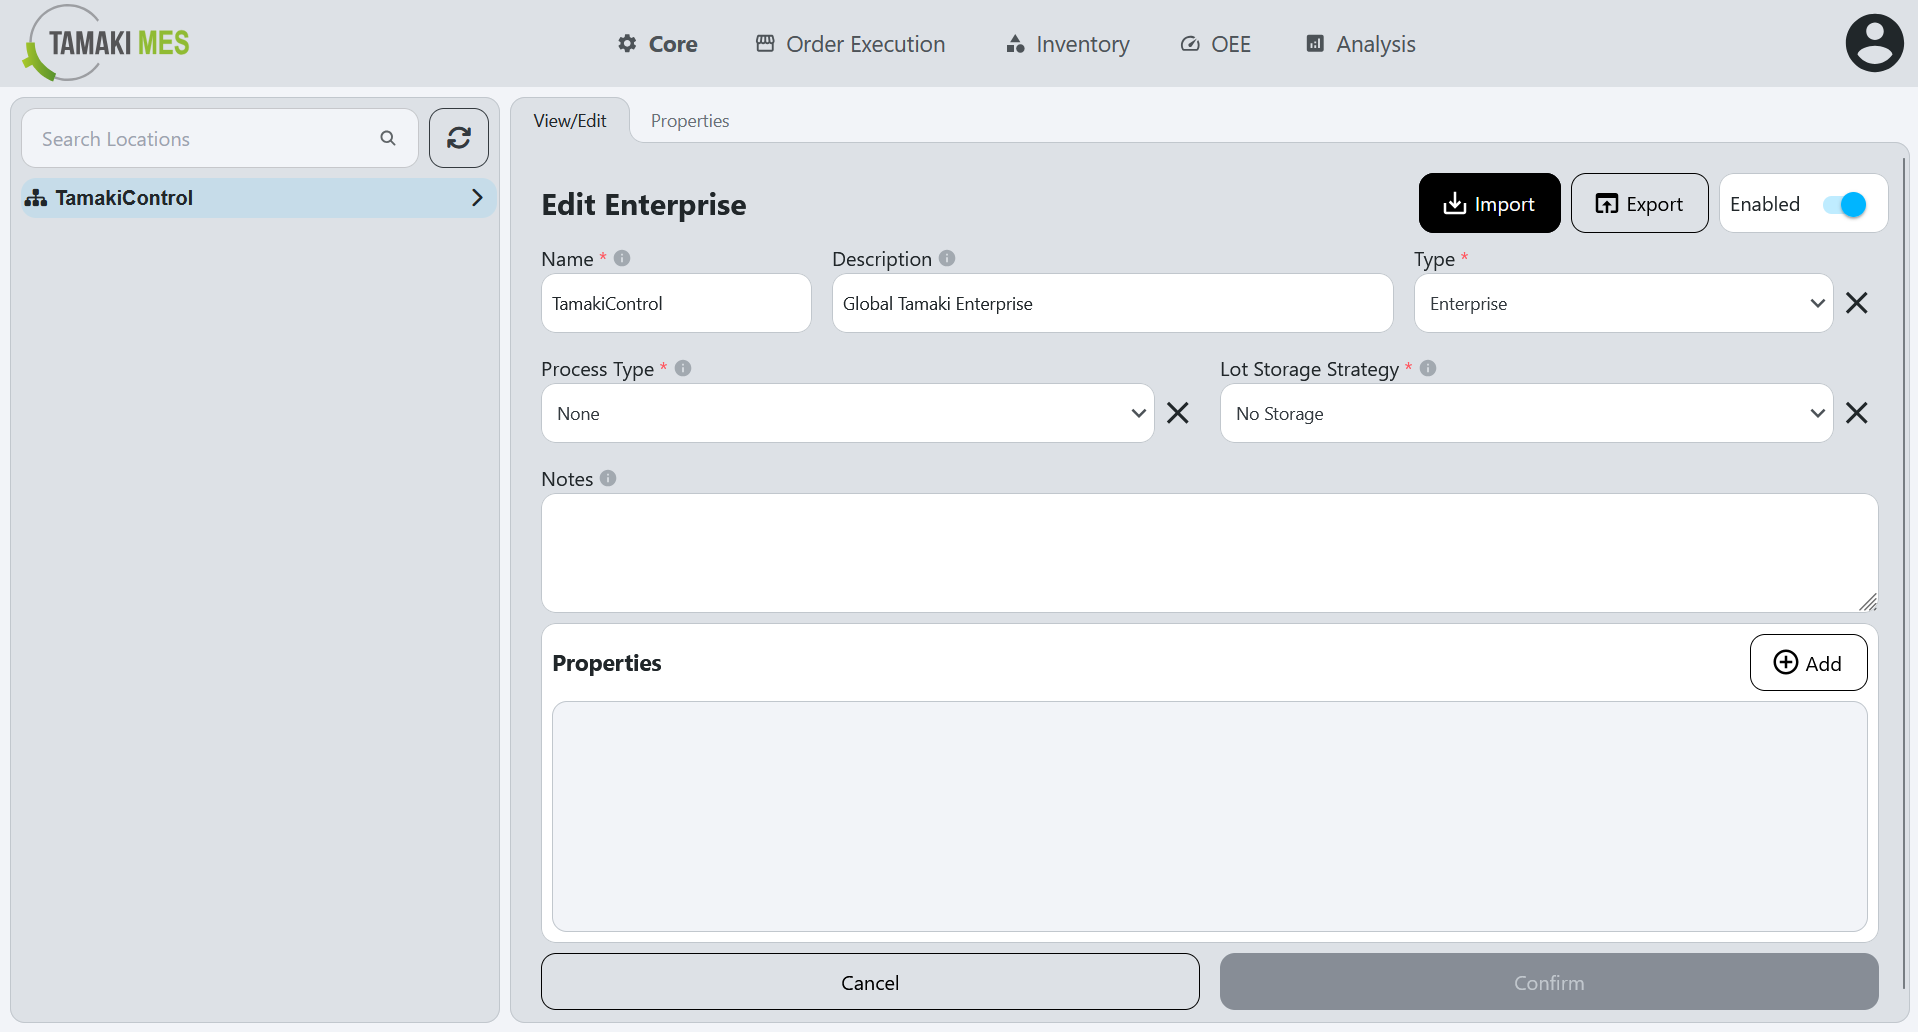 TAMAKI MES
Core
Order Execution
Inventory
OEE
Analysis
Search Locations
TamakiControl
View/Edit
Properties
Edit Enterprise
Import
Export
Enabled
Name *
Description
Type *
TamakiControl
Global Tamaki Enterprise
Enterprise
Process Type *
Lot Storage Strategy *
None
No Storage
Notes
Properties
Add
Cancel
Confirm